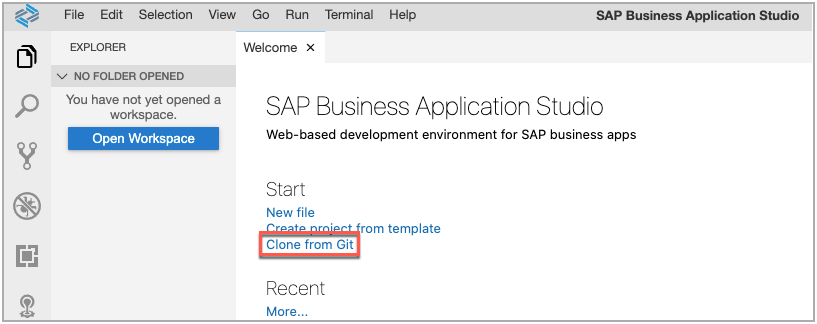 File Edit Selection View Go Run Terminal Help SAP Business Application Studio
EXPLORER
Welcome ×
NO FOLDER OPENED
You have not yet opened a
workspace.
Open Workspace
SAP Business Application Studio
Web-based development environment for SAP business apps
Start
New file
Create project from template
Clone from Git
Recent
More...